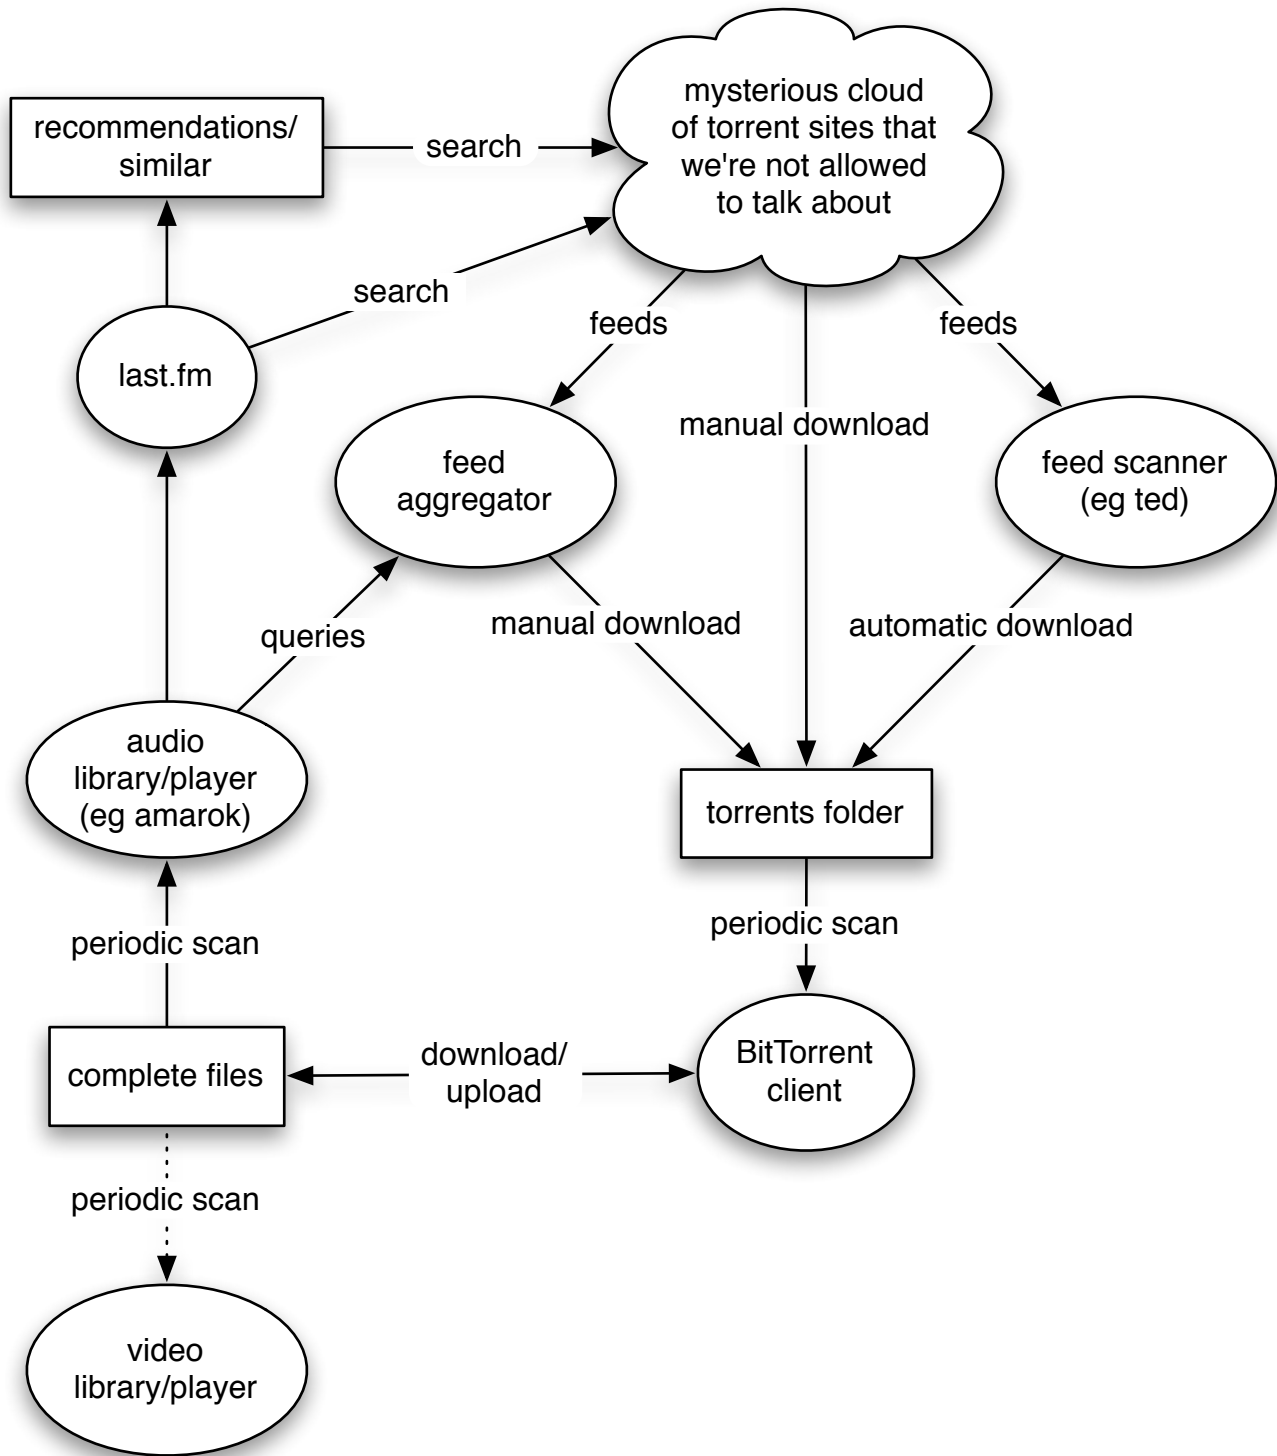 mysterious cloud
of torrent sites that
we're not allowed
to talk about
recommendations/
similar
search
search
feeds
feeds
last.fm
manual download
feed
aggregator
feed scanner
(eg ted)
queries
manual download
automatic download
audio
library/player
(eg amarok)
torrents folder
periodic scan
periodic scan
complete files
download/
upload
BitTorrent
client
periodic scan
video
library/player